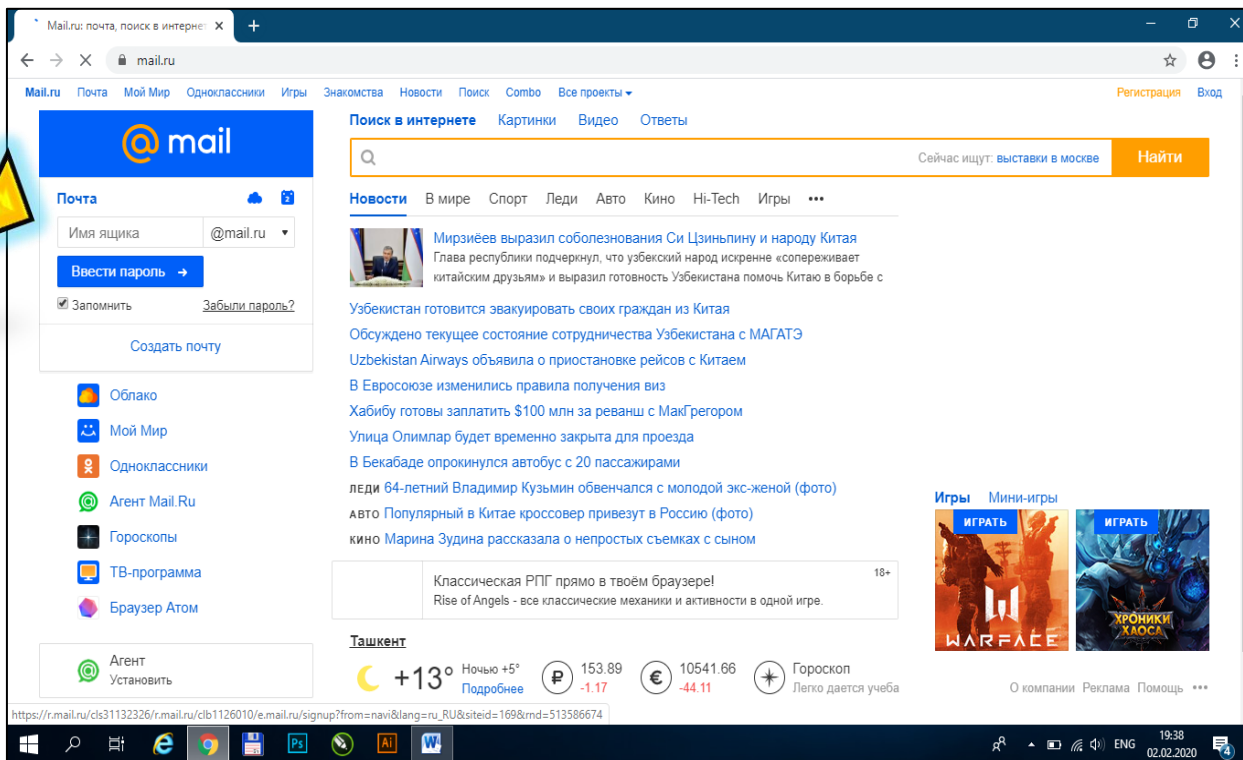 Mail.ru: почта, поиск в интернет
mail.ru
Mail.ru Почта Мой Мир Одноклассники Игры Знакомства Новости Поиск Combo Все проекты Регистрация Вход
@ mail
Почта
2
Имя ящика @mail.ru
Ввести пароль →
Запомнить Забыли пароль?
Создать почту
Облако
Мой Мир
Одноклассники
Агент Mail.Ru
Гороскопы
ТВ-программа
Браузер Атом
Агент
Установить
Поиск в интернете Картинки Видео Ответы
Сейчас ищут: выставки в москве Найти
Новости В мире Спорт Леди Авто Кино Hi-Tech Игры •••
Мирзиёев выразил соболезнования Си Цзиньпину и народу Китая
Глава республики подчеркнул, что узбекский народ искренне «сопереживает
китайским друзьям» и выразил готовность Узбекистана помочь Китаю в борьбе с
Узбекистан готовится эвакуировать своих граждан из Китая
Обсуждено текущее состояние сотрудничества Узбекистана с МАГАТЭ
Uzbekistan Airways объявила о приостановке рейсов с Китаем
В Евросоюзе изменились правила получения виз
Хабибу готовы заплатить $100 млн за реванш с МакГрегором
Улица Олимлар будет временно закрыта для проезда
В Бекабаде опрокинулся автобус с 20 пассажирами
ЛЕДИ 64-летний Владимир Кузьмин обвенчался с молодой экс-женой (фото)
АВТО Популярный в Китае кроссовер привезут в Россию (фото)
КИНО Марина Зудина рассказала о непростых съемках с сыном
Классическая РПГ прямо в твоём браузере! 18+
Rise of Angels - все классические механики и активности в одной игре.
Ташкент
+13° Ночью +5° Подробнее
₽ 153.89 -1.17
€ 10541.66 -44.11
Гороскоп
Легко дается учеба
Игры Мини-игры
ИГРАТЬ ИГРАТЬ
WARFACE
ХРОНИКИ
ХАОСА
О компании Реклама Помощь •••
https://r.mail.ru/cls31132326/r.mail.ru/clb1126010/e.mail.ru/signup?from=navi&lang=ru_RU&siteid=169&rnd=513586674
Ps Ai W ENG 19:38
02.02.2020
4